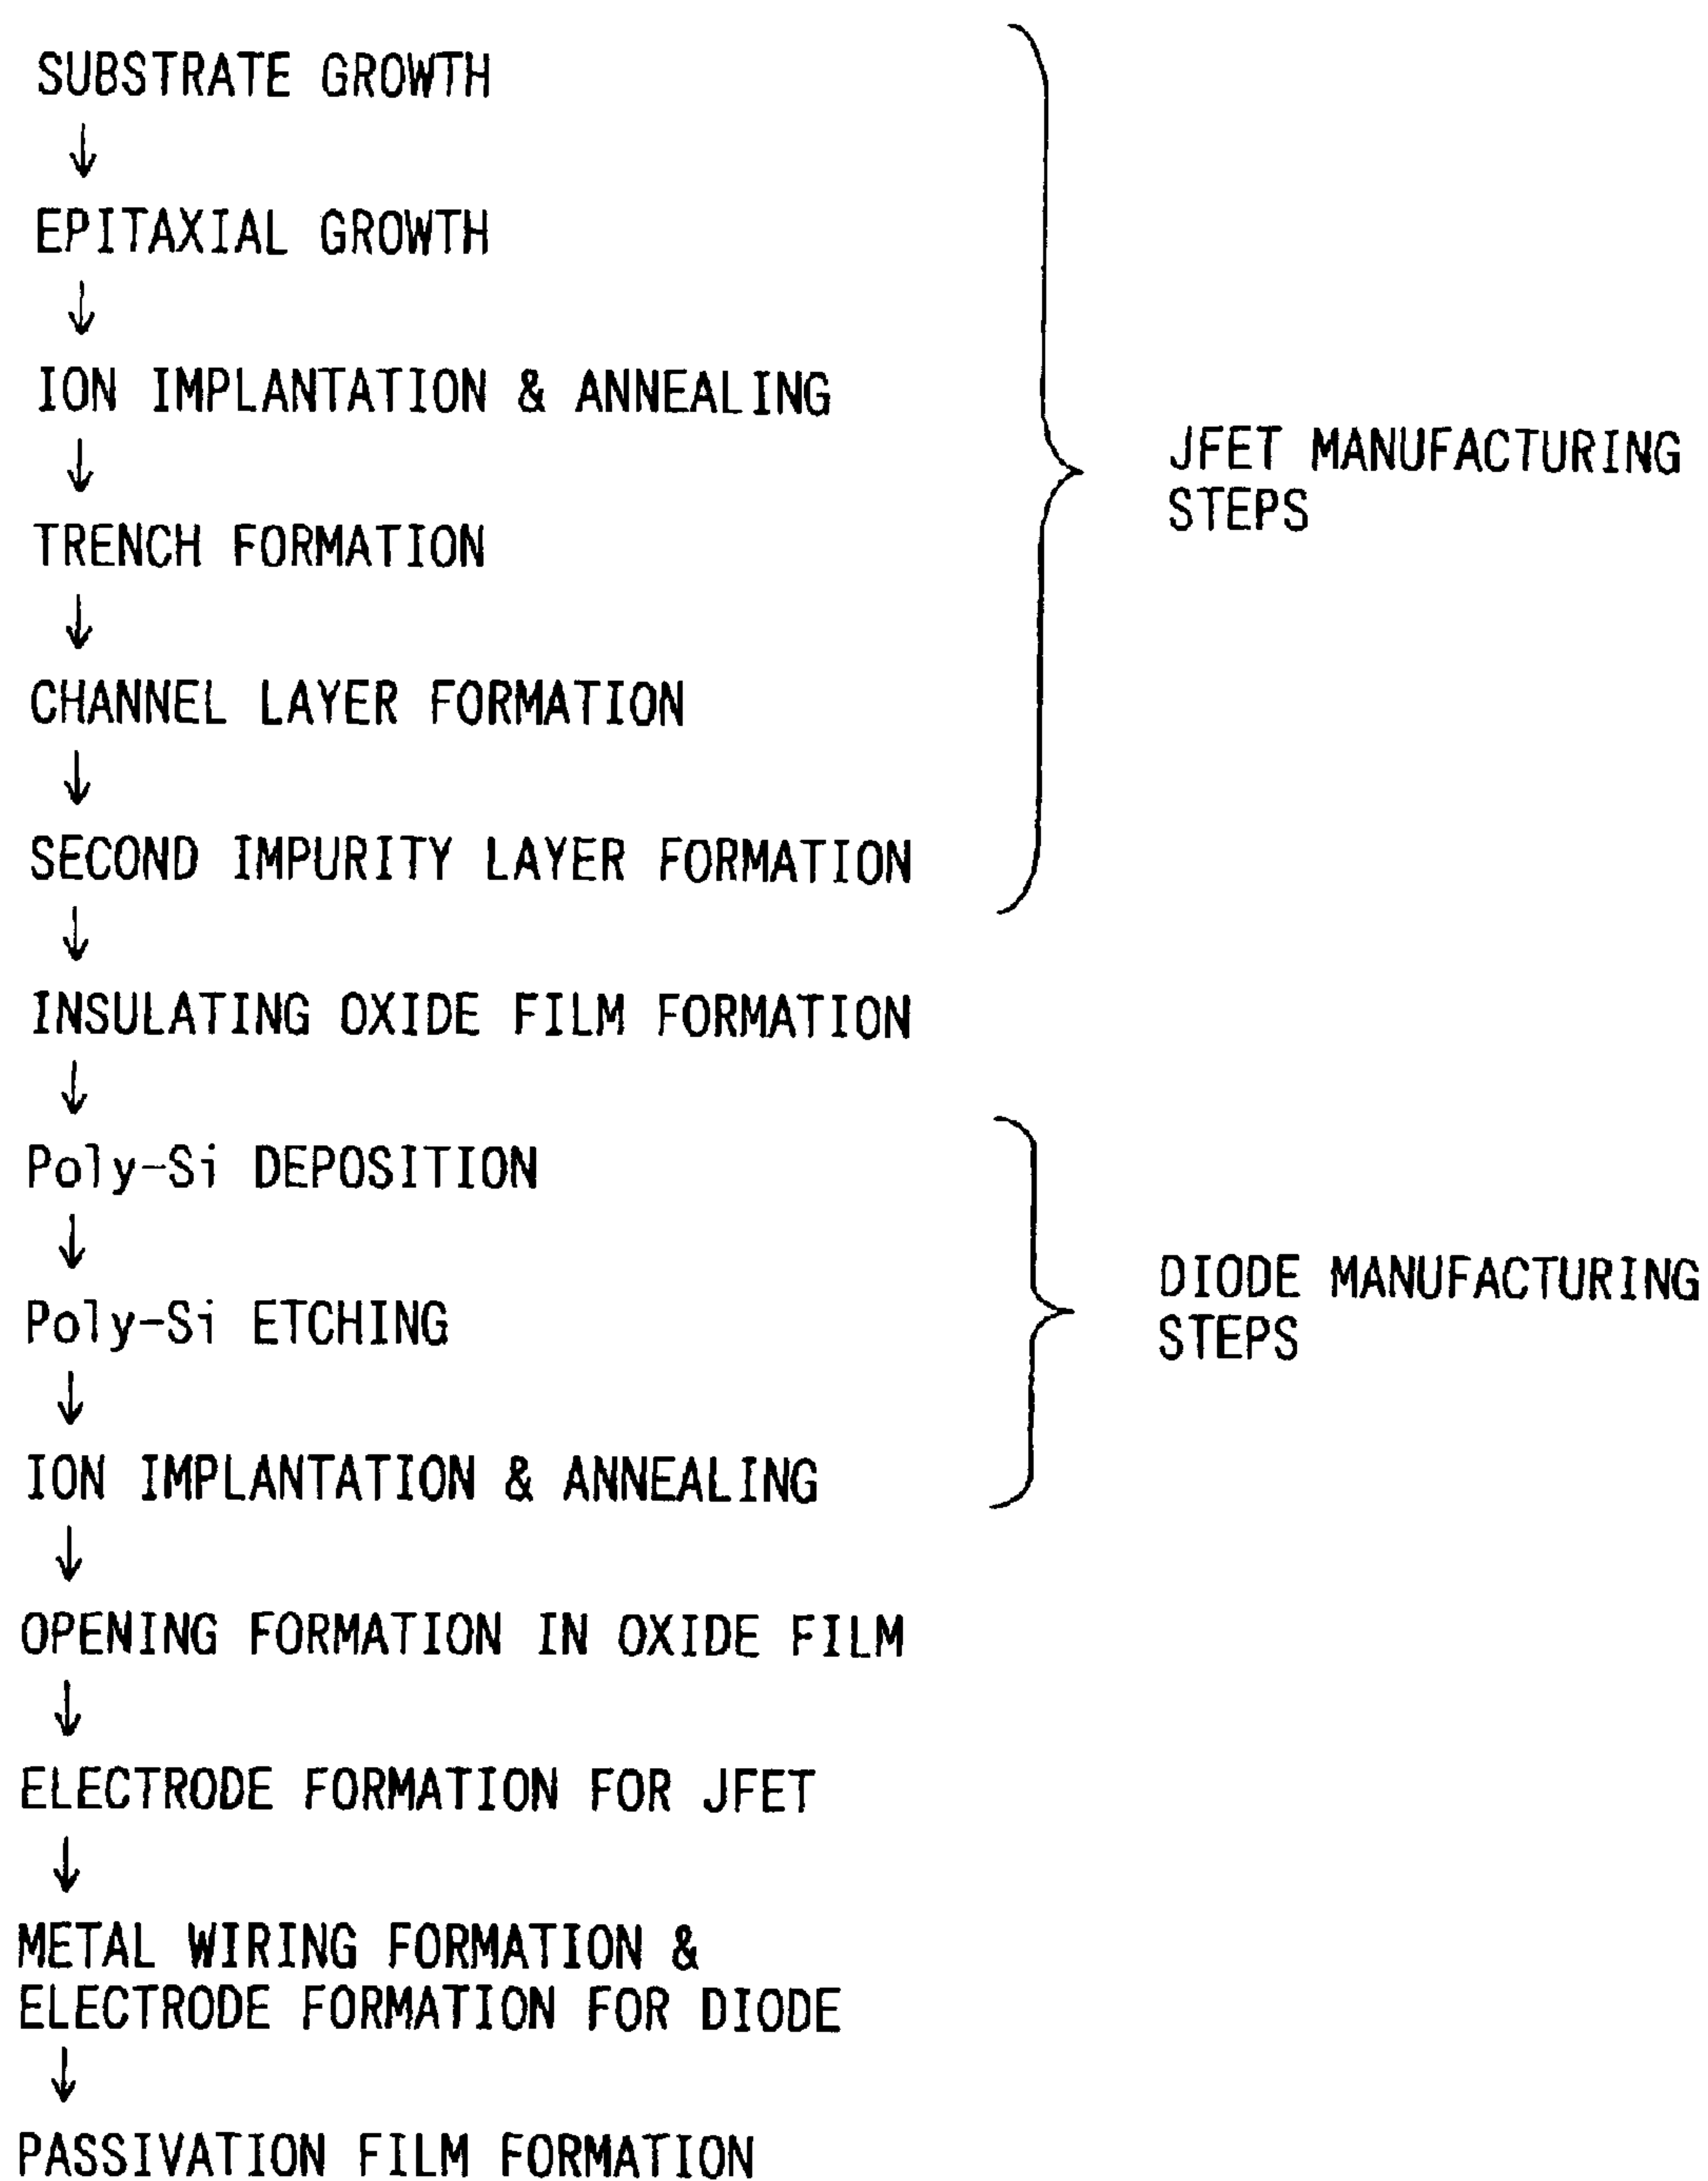 SUBSTRATE GROWTH
↓
EPITAXIAL GROWTH
↓
ION IMPLANTATION & ANNEALING
↓
TRENCH FORMATION
↓
CHANNEL LAYER FORMATION
↓
SECOND IMPURITY LAYER FORMATION
JFET MANUFACTURING
STEPS
↓
INSULATING OXIDE FILM FORMATION
↓
Poly-Si DEPOSITION
↓
Poly-Si ETCHING
↓
ION IMPLANTATION & ANNEALING
DIODE MANUFACTURING
STEPS
↓
OPENING FORMATION IN OXIDE FILM
↓
ELECTRODE FORMATION FOR JFET
↓
METAL WIRING FORMATION &
ELECTRODE FORMATION FOR DIODE
↓
PASSIVATION FILM FORMATION